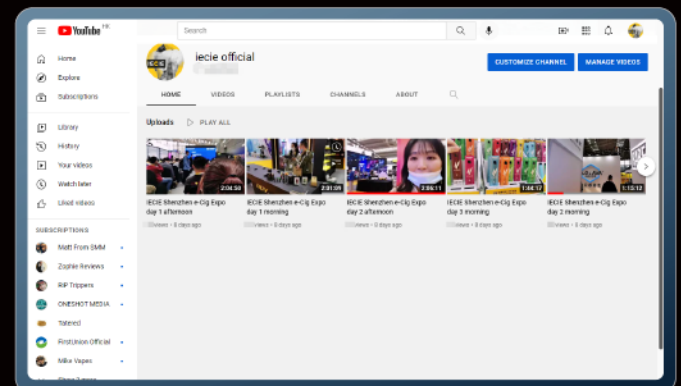 YouTube HK
Search
Home
Explore
Subscriptions
Library
History
Your videos
Watch later
Liked videos
SUBSCRIPTIONS
Matt From SMM
Zophie Reviews
RiP Trippers
ONESHOT MEDIA
Tatered
FirstUnion Official
Mike Vapes
IECIE
iecie official
CUSTOMIZE CHANNEL
MANAGE VIDEOS
HOME
VIDEOS
PLAYLISTS
CHANNELS
ABOUT
Uploads
PLAY ALL
2:04:50
IECIE Shenzhen e-Cig Expo
day 1 afternoon
views • 8 days ago
2:01:09
IECIE Shenzhen e-Cig Expo
day 1 morning
views • 8 days ago
IECIE Shenzhen e-Cig Expo
day 2 afternoon
views • 8 days ago
1:44:17
IECIE Shenzhen e-Cig Expo
day 3 morning
views • 8 days ago
1:13:12
IECIE Shenzhen e-Cig Expo
day 2 morning
views • 8 days ago